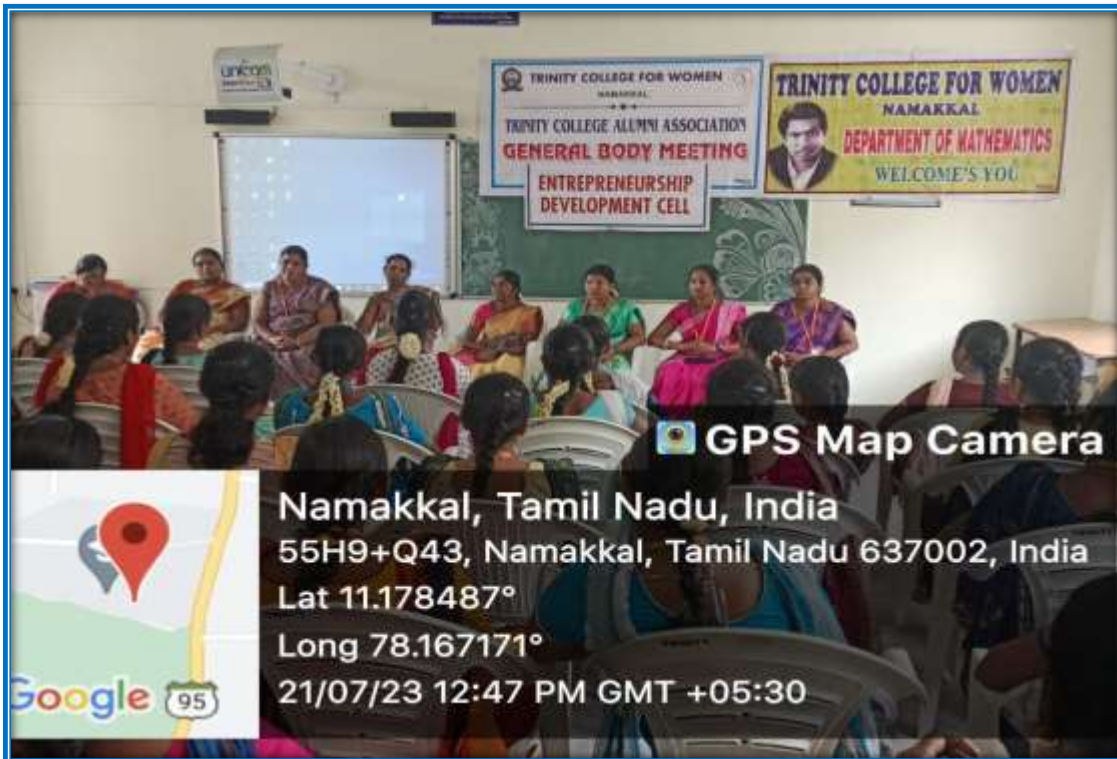 unicom
TRINITY COLLEGE FOR WOMEN
NAMAKKAL
TRINITY COLLEGE ALUMNI ASSOCIATION
GENERAL BODY MEETING
ENTREPRENEURSHIP
DEVELOPMENT CELL
TRINITY COLLEGE FOR WOMEN
NAMAKKAL
DEPARTMENT OF MATHEMATICS
WELCOME'S YOU
GPS Map Camera
Namakkal, Tamil Nadu, India
55H9+Q43, Namakkal, Tamil Nadu 637002, India
Lat 11.178487°
Long 78.167171°
21/07/23 12:47 PM GMT +05:30
Google
95
TRINITY